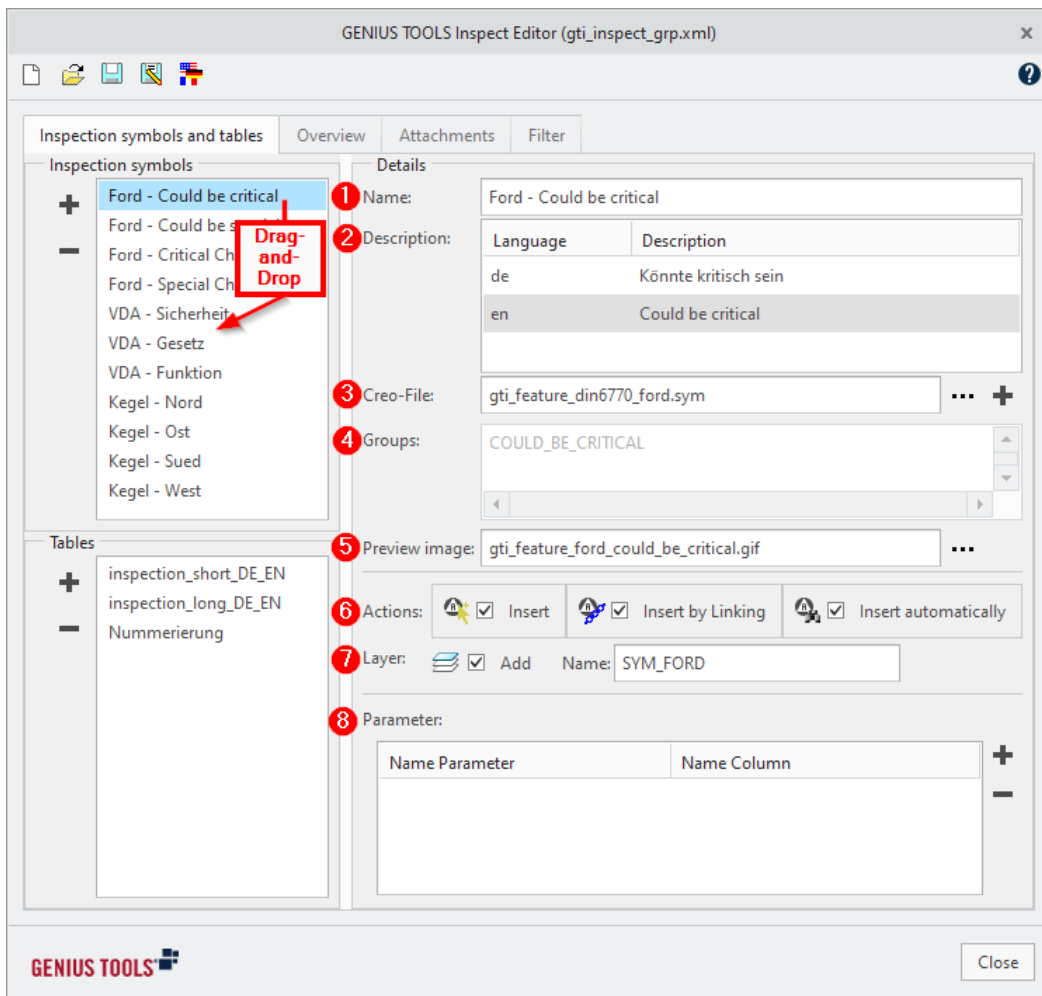 GENIUS TOOLS Inspect Editor (gti_inspect_grp.xml)
Inspection symbols and tables
Overview
Attachments
Filter
Inspection symbols
Ford - Could be critical
Ford - Could be s
Ford - Critical Ch
Ford - Special Ch
VDA - Sicherheit
VDA - Gesetz
VDA - Funktion
Kegel - Nord
Kegel - Ost
Kegel - Sued
Kegel - West
Drag-
and-
Drop
Tables
inspection_short_DE_EN
inspection_long_DE_EN
Nummerierung
Details
1 Name: Ford - Could be critical
2 Description: Language Description
de Könnte kritisch sein
en Could be critical
3 Creo-File: gti_feature_din6770_ford.sym
4 Groups: COULD_BE_CRITICAL
5 Preview image: gti_feature_ford_could_be_critical.gif
6 Actions: Insert Insert by Linking Insert automatically
7 Layer: Add Name: SYM_FORD
8 Parameter:
Name Parameter Name Column
GENIUS TOOLS
Close